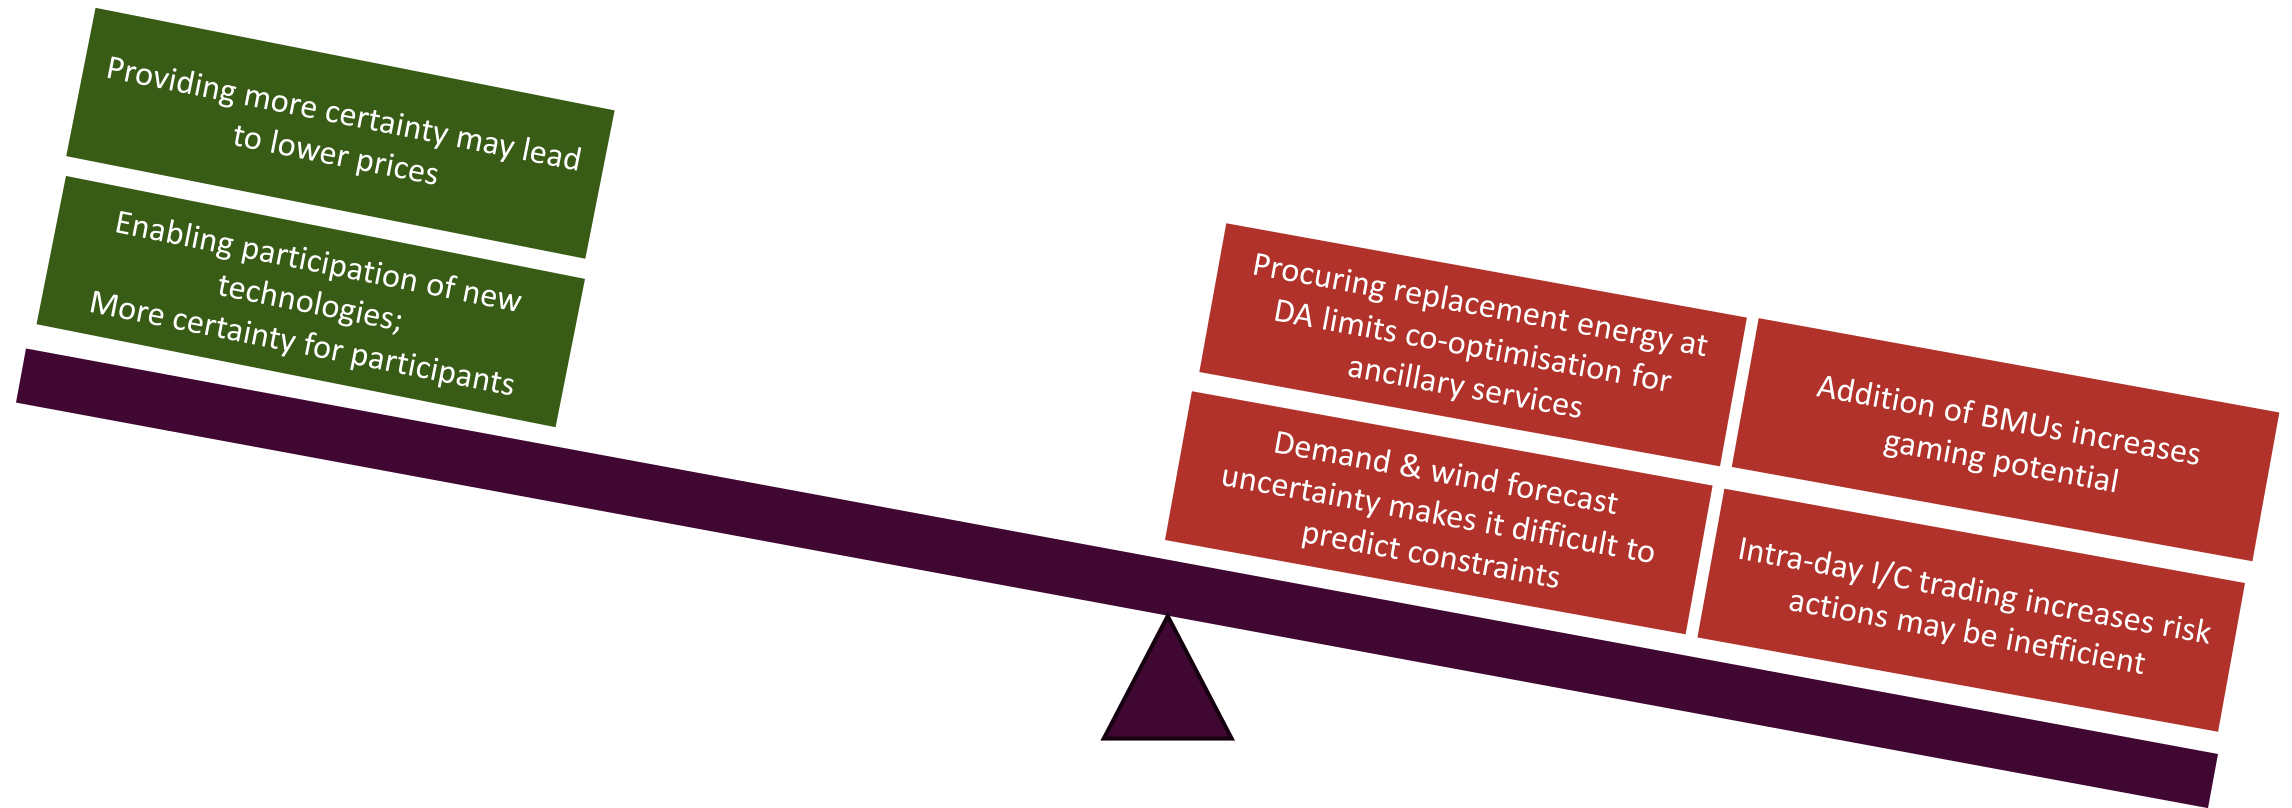 Providing more certainty may lead
to lower prices
Enabling participation of new
technologies;
More certainty for participants
Procuring replacement energy at
DA limits co-optimisation for
ancillary services
Addition of BMUs increases
gaming potential
Demand & wind forecast
uncertainty makes it difficult to
predict constraints
Intra-day I/C trading increases risk
actions may be inefficient